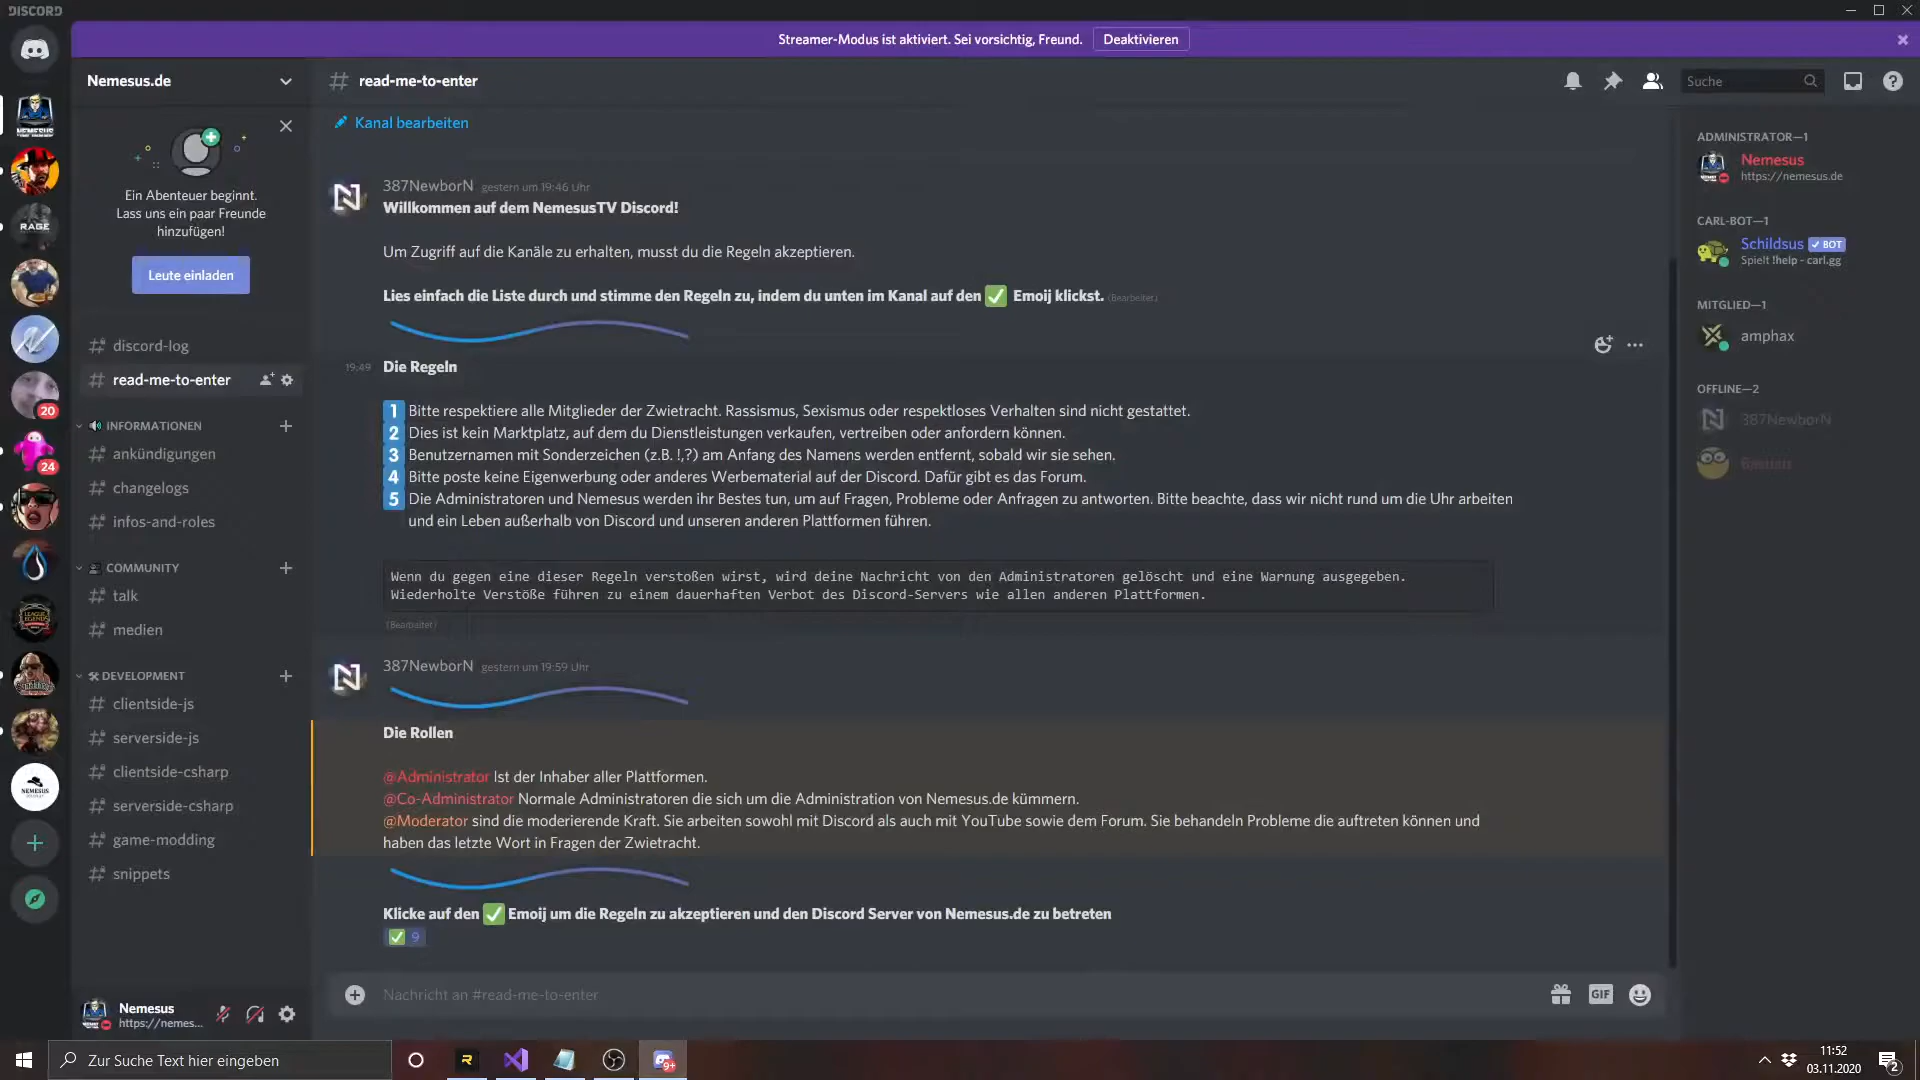 DISCORD
Streamer-Modus ist aktiviert. Sei vorsichtig, Freund.
Deaktivieren
Nemesus.de
read-me-to-enter
Suche
Ein Abenteuer beginnt.
Lass uns ein paar Freunde
hinzufügen!
Leute einladen
discord-log
read-me-to-enter
INFORMATIONEN
ankündigungen
changelogs
infos-and-roles
COMMUNITY
talk
medien
DEVELOPMENT
clientside-js
serverside-js
clientside-csharp
serverside-csharp
game-modding
snippets
RAGE
20
24
NEMESUS
Nemesus
https://nemes...
Kanal bearbeiten
387NewborN gestern um 19:46 Uhr
Willkommen auf dem NemesusTV Discord!
Um Zugriff auf die Kanäle zu erhalten, musst du die Regeln akzeptieren.
Lies einfach die Liste durch und stimme den Regeln zu, indem du unten im Kanal auf den ✅ Emoij klickst. (Bearbeitet)
19:49 Die Regeln
1 Bitte respektiere alle Mitglieder der Zwietracht. Rassismus, Sexismus oder respektloses Verhalten sind nicht gestattet.
2 Dies ist kein Marktplatz, auf dem du Dienstleistungen verkaufen, vertreiben oder anfordern können.
3 Benutzernamen mit Sonderzeichen (z.B. !,?) am Anfang des Namens werden entfernt, sobald wir sie sehen.
4 Bitte poste keine Eigenwerbung oder anderes Werbematerial auf der Discord. Dafür gibt es das Forum.
5 Die Administratoren und Nemesus werden ihr Bestes tun, um auf Fragen, Probleme oder Anfragen zu antworten. Bitte beachte, dass wir nicht rund um die Uhr arbeiten
und ein Leben außerhalb von Discord und unseren anderen Plattformen führen.
Wenn du gegen eine dieser Regeln verstoßen wirst, wird deine Nachricht von den Administratoren gelöscht und eine Warnung ausgegeben.
Wiederholte Verstöße führen zu einem dauerhaften Verbot des Discord-Servers wie allen anderen Plattformen.
(Bearbeitet)
387NewborN gestern um 19:59 Uhr
Die Rollen
@Administrator Ist der Inhaber aller Plattformen.
@Co-Administrator Normale Administratoren die sich um die Administration von Nemesus.de kümmern.
@Moderator sind die moderierende Kraft. Sie arbeiten sowohl mit Discord als auch mit YouTube sowie dem Forum. Sie behandeln Probleme die auftreten können und
haben das letzte Wort in Fragen der Zwietracht.
Klicke auf den ✅ Emoij um die Regeln zu akzeptieren und den Discord Server von Nemesus.de zu betreten
✅ 9
Nachricht an #read-me-to-enter
GIF
ADMINISTRATOR—1
Nemesus
https://nemesus.de
CARL-BOT—1
Schildsus ✓ BOT
Spielt !help - carl.gg
MITGLIED—1
amphax
OFFLINE—2
387NewborN
Zur Suche Text hier eingeben
9+
11:52
03.11.2020
2